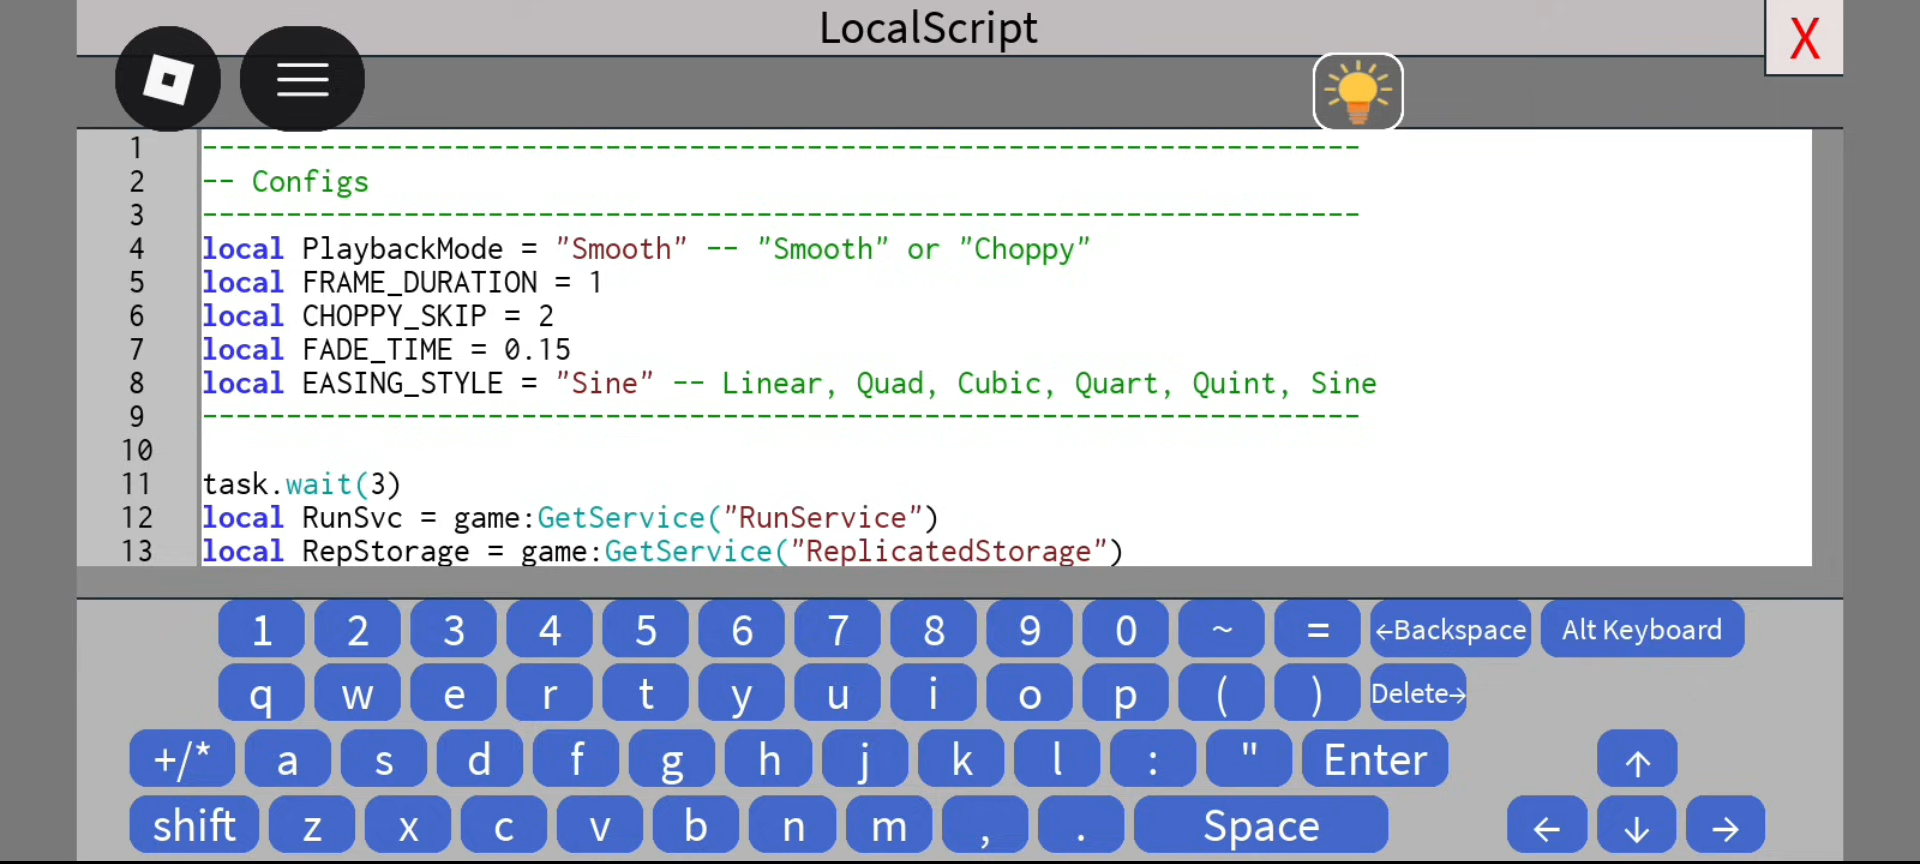 LocalScript
X
1 ---------------------------------------------------------------------
2 -- Configs
3 ---------------------------------------------------------------------
4 local PlaybackMode = "Smooth" -- "Smooth" or "Choppy"
5 local FRAME_DURATION = 1
6 local CHOPPY_SKIP = 2
7 local FADE_TIME = 0.15
8 local EASING_STYLE = "Sine" -- Linear, Quad, Cubic, Quart, Quint, Sine
9 ---------------------------------------------------------------------
10
11 task.wait(3)
12 local RunSvc = game:GetService("RunService")
13 local RepStorage = game:GetService("ReplicatedStorage")
1 2 3 4 5 6 7 8 9 0 ~ = ←Backspace Alt Keyboard
q w e r t y u i o p ( ) Delete→
+/* a s d f g h j k l : " Enter ↑
shift z x c v b n m , . Space ← ↓ →